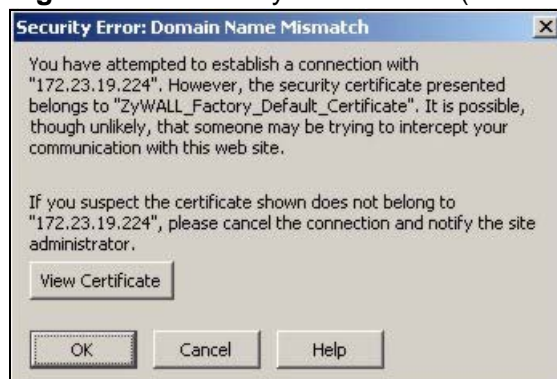 Security Error: Domain Name Mismatch
You have attempted to establish a connection with
"172.23.19.224". However, the security certificate presented
belongs to "ZyWALL_Factory_Default_Certificate". It is possible,
though unlikely, that someone may be trying to intercept your
communication with this web site.
If you suspect the certificate shown does not belong to
"172.23.19.224", please cancel the connection and notify the site
administrator.
View Certificate
OK Cancel Help